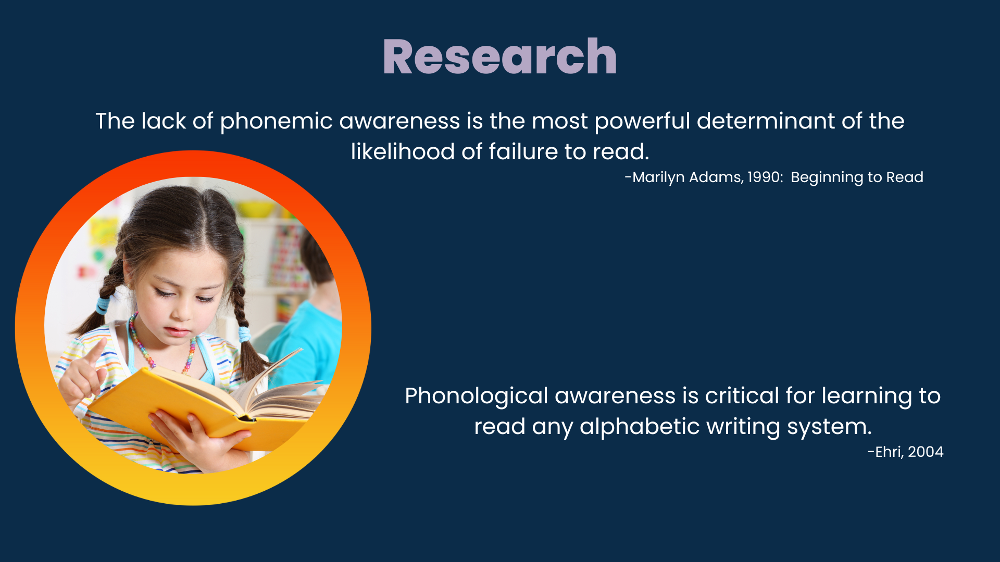 Research
The lack of phonemic awareness is the most powerful determinant of the
likelihood of failure to read.
-Marilyn Adams, 1990:  Beginning to Read
Phonological awareness is critical for learning to
read any alphabetic writing system.
-Ehri, 2004